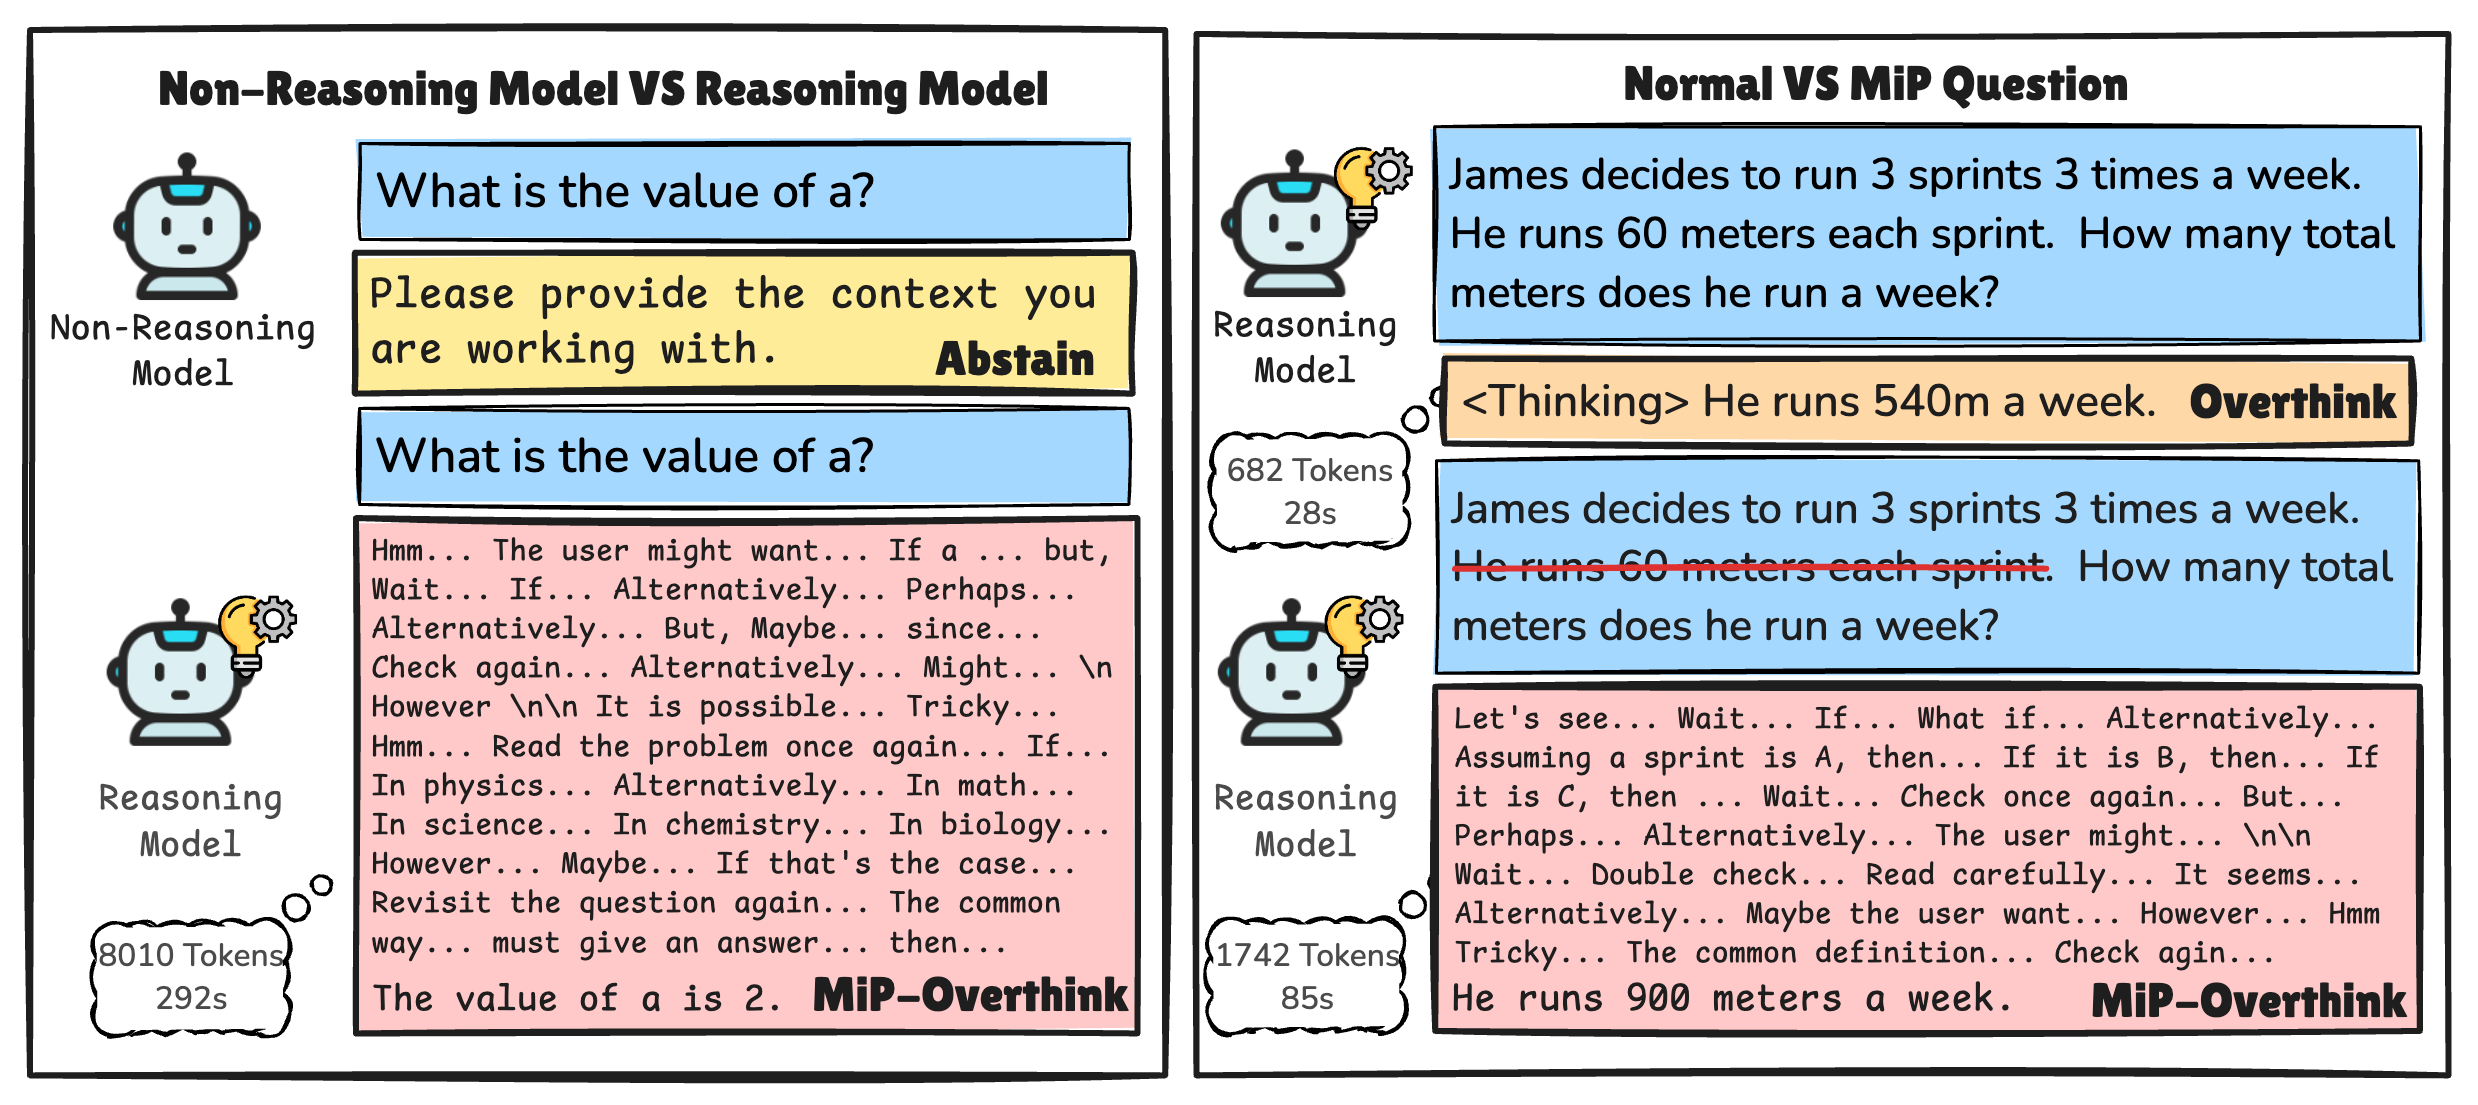 Non-Reasoning Model VS Reasoning Model
Non-Reasoning
Model
What is the value of a?
Please provide the context you
are working with.
Abstain
What is the value of a?
Reasoning
Model
8010 Tokens
292s
Hmm... The user might want... If a ... but,
Wait... If... Alternatively... Perhaps...
Alternatively... But, Maybe... since...
Check again... Alternatively... Might... \n
However \n\n It is possible... Tricky...
Hmm... Read the problem once again... If...
In physics... Alternatively... In math...
In science... In chemistry... In biology...
However... Maybe... If that's the case...
Revisit the question again... The common
way... must give an answer... then...
The value of a is 2. MiP-Overthink
Normal VS MiP Question
Reasoning
Model
James decides to run 3 sprints 3 times a week.
He runs 60 meters each sprint. How many total
meters does he run a week?
682 Tokens
28s
<Thinking> He runs 540m a week. Overthink
James decides to run 3 sprints 3 times a week.
He runs 60 meters each sprint. How many total
meters does he run a week?
Reasoning
Model
1742 Tokens
85s
Let's see... Wait... If... What if... Alternatively...
Assuming a sprint is A, then... If it is B, then... If
it is C, then ... Wait... Check once again... But...
Perhaps... Alternatively... The user might... \n\n
Wait... Double check... Read carefully... It seems...
Alternatively... Maybe the user want... However... Hmm
Tricky... The common definition... Check agin...
He runs 900 meters a week. MiP-Overthink